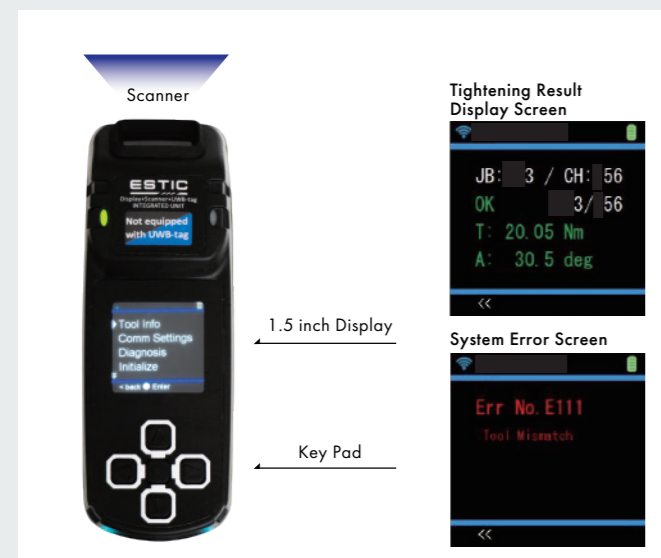 Scanner
ESTIC
Display+Scanner+UWB-tag
INTEGRATED UNIT
Not equipped
with UWB-tag
Tool Info
Comm Settings
Diagnosis
Initialize
< back Enter
1.5 inch Display
Key Pad
Tightening Result
Display Screen
JB: 3 / CH: 56
OK 3/ 56
T: 20.05 Nm
A: 30.5 deg
<<
System Error Screen
Err No.E111
Tool Mismatch
<<